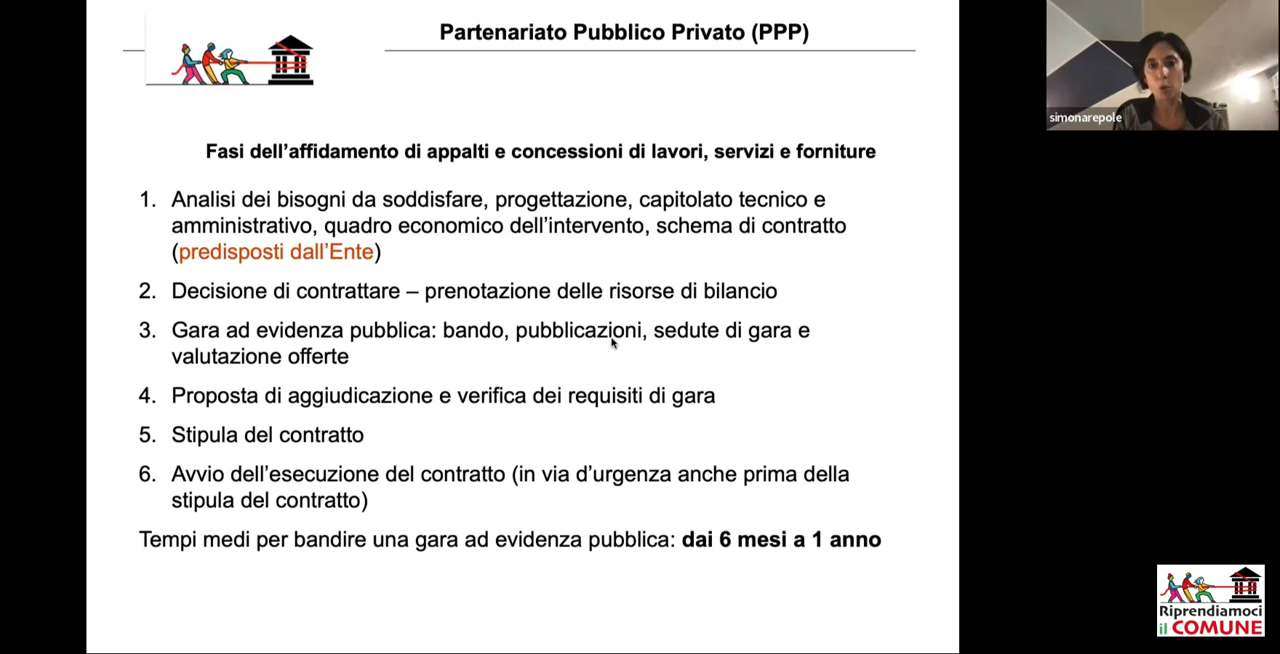 Partenariato Pubblico Privato (PPP)
simonarepole
Fasi dell'affidamento di appalti e concessioni di lavori, servizi e forniture
1. Analisi dei bisogni da soddisfare, progettazione, capitolato tecnico e
amministrativo, quadro economico dell'intervento, schema di contratto
(predisposti dall'Ente)
2. Decisione di contrattare – prenotazione delle risorse di bilancio
3. Gara ad evidenza pubblica: bando, pubblicazioni, sedute di gara e
valutazione offerte
4. Proposta di aggiudicazione e verifica dei requisiti di gara
5. Stipula del contratto
6. Avvio dell'esecuzione del contratto (in via d'urgenza anche prima della
stipula del contratto)
Tempi medi per bandire una gara ad evidenza pubblica: dai 6 mesi a 1 anno
Riprendiamoci
il COMUNE